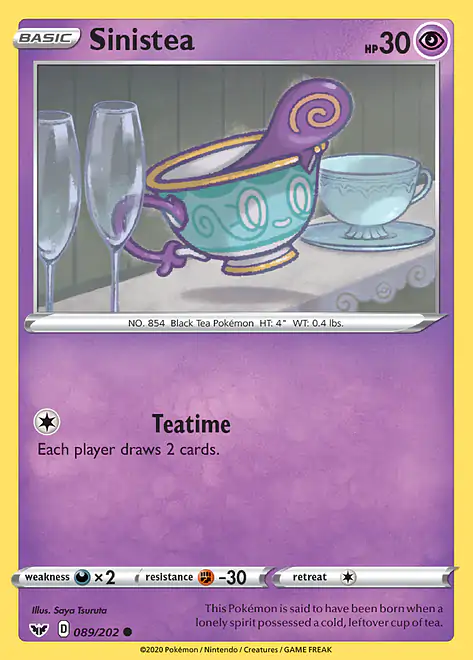 BASIC Sinistea HP 30
NO. 854 Black Tea Pokémon HT: 4" WT: 0.4 lbs.
Teatime
Each player draws 2 cards.
weakness ×2 resistance -30 retreat
Illus. Saya Tsuruta
This Pokémon is said to have been born when a
lonely spirit possessed a cold, leftover cup of tea.
D 089/202
©2020 Pokémon / Nintendo / Creatures / GAME FREAK